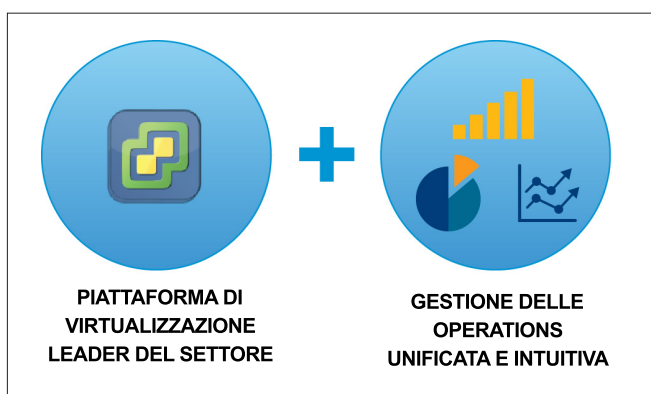 PIATTAFORMA DI
VIRTUALIZZAZIONE
LEADER DEL SETTORE
GESTIONE DELLE
OPERATIONS
UNIFICATA E INTUITIVA